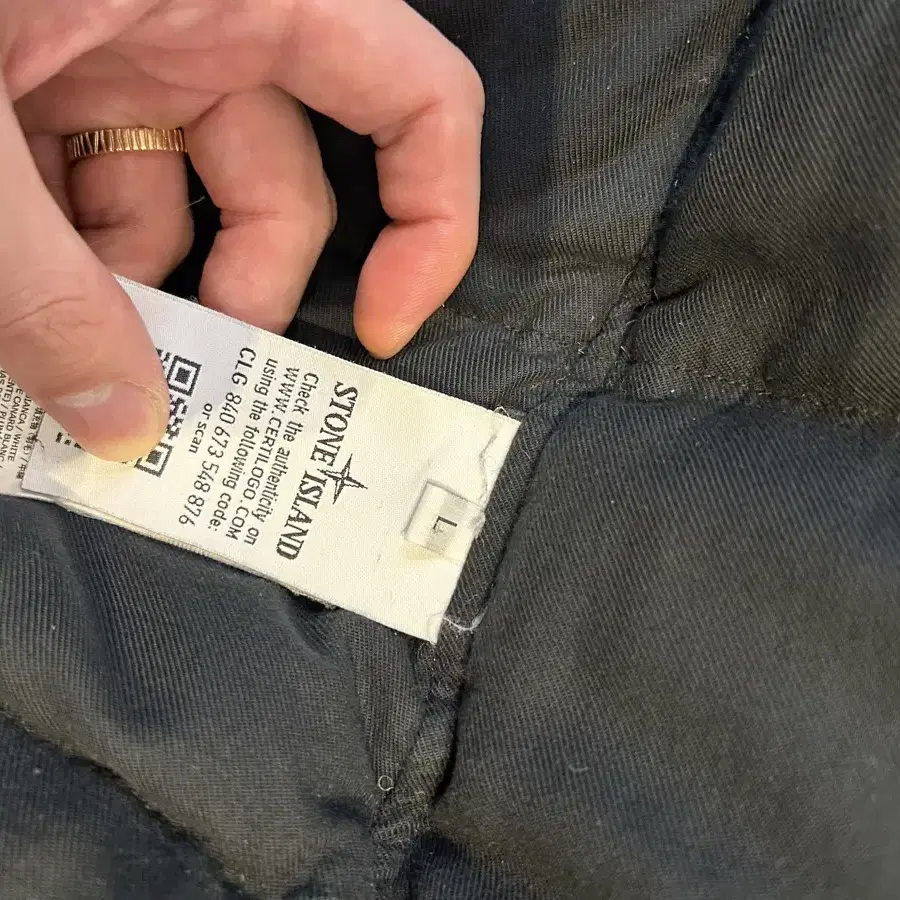 L
STONE ISLAND
Check the authenticity on
WWW.CERTILOGO.COM
using the following code:
CLG 840 673 548 876
or scan